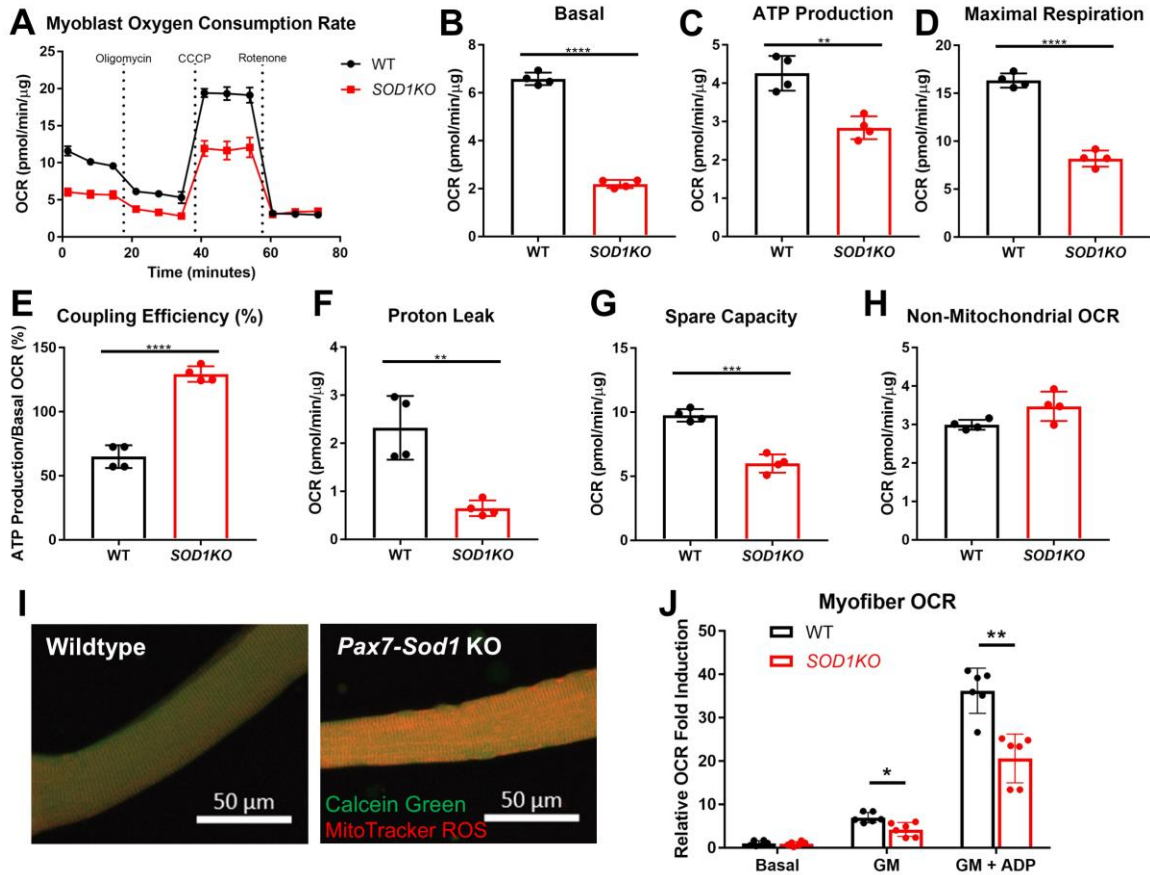 A Myoblast Oxygen Consumption Rate
Oligomycin CCCP Rotenone
WT
SOD1KO
OCR (pmol/min/µg)
25
20
15
10
5
0
0 20 40 60 80
Time (minutes)
B Basal
****
OCR (pmol/min/µg)
8
6
4
2
0
WT SOD1KO
C ATP Production
**
OCR (pmol/min/µg)
5
4
3
2
1
0
WT SOD1KO
D Maximal Respiration
****
OCR (pmol/min/µg)
20
15
10
5
0
WT SOD1KO
E Coupling Efficiency (%)
****
ATP Production/Basal OCR (%)
150
100
50
0
WT SOD1KO
F Proton Leak
**
OCR (pmol/min/µg)
4
3
2
1
0
WT SOD1KO
G Spare Capacity
***
OCR (pmol/min/µg)
15
10
5
0
WT SOD1KO
H Non-Mitochondrial OCR
OCR (pmol/min/µg)
5
4
3
2
1
0
WT SOD1KO
I
Wildtype
50 µm
Pax7-Sod1 KO
50 µm
Calcein Green
MitoTracker ROS
J Myofiber OCR
WT
SOD1KO
**
*
Relative OCR Fold Induction
50
40
30
20
10
0
Basal GM GM + ADP